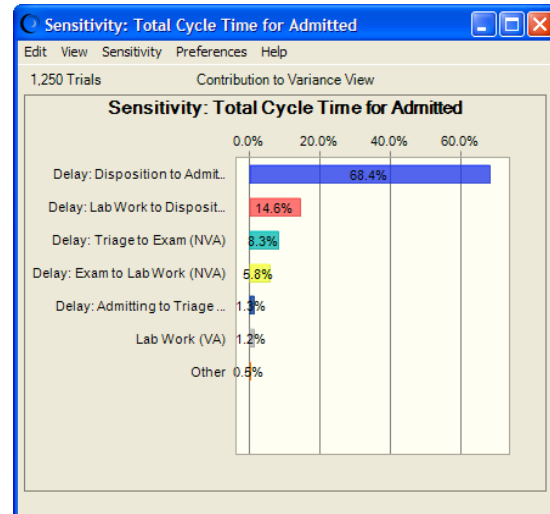 Sensitivity: Total Cycle Time for Admitted
Edit View Sensitivity Preferences Help
1,250 Trials Contribution to Variance View
Sensitivity: Total Cycle Time for Admitted
0.0% 20.0% 40.0% 60.0%
Delay: Disposition to Admit... 68.4%
Delay: Lab Work to Disposit... 14.6%
Delay: Triage to Exam (NVA) 8.3%
Delay: Exam to Lab Work (NVA) 5.8%
Delay: Admitting to Triage ... 1.3%
Lab Work (VA) 1.2%
Other 0.5%